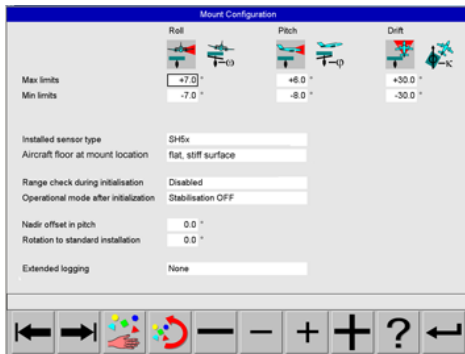 Mount Configuration
Roll Pitch Drift
ω φ κ
Max limits +7.0 ° +6.0 ° +30.0 °
Min limits -7.0 ° -8.0 ° -30.0 °
Installed sensor type SH5x
Aircraft floor at mount location flat, stiff surface
Range check during initialisation Disabled
Operational mode after initialization Stabilisation OFF
Nadir offset in pitch 0.0 °
Rotation to standard installation 0.0 °
Extended logging None
— − + + ?